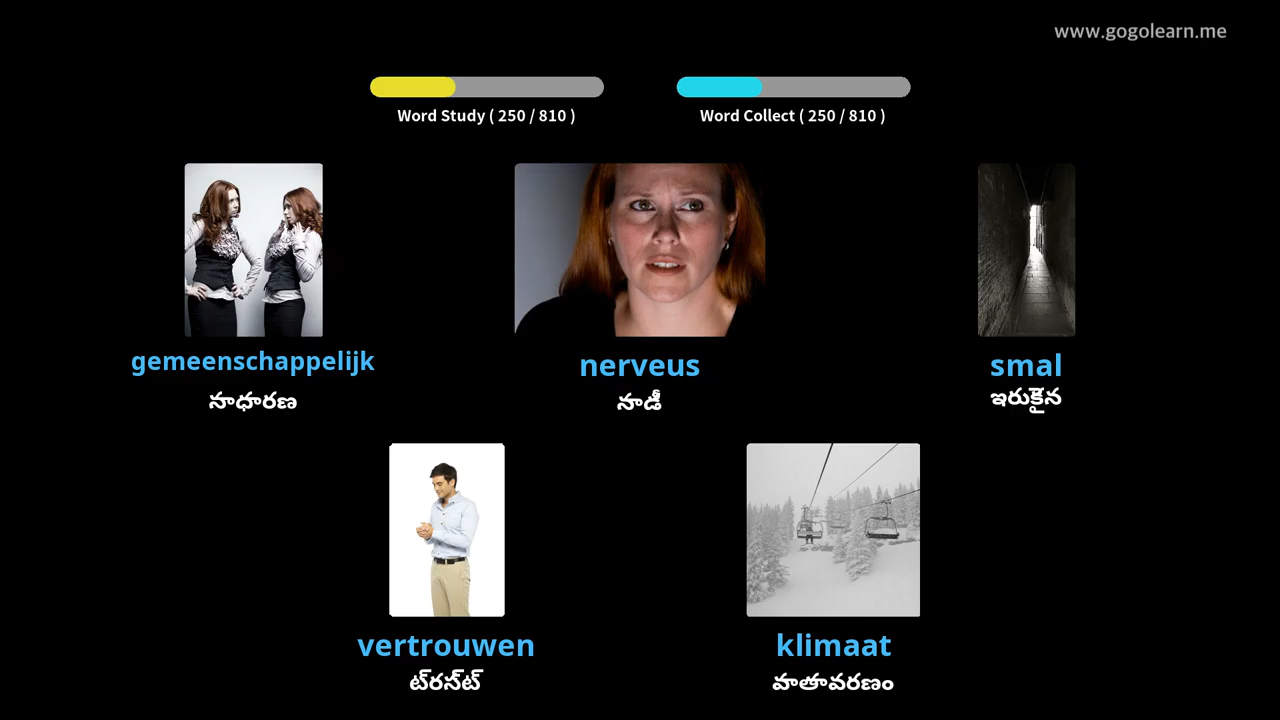 www.gogolearn.me
Word Study ( 250 / 810 )
Word Collect ( 250 / 810 )
gemeenschappelijk
సాధారణ
nerveus
నాడీ
smal
ఇరుకైన
vertrouwen
ట్రస్ట్
klimaat
వాతావరణం